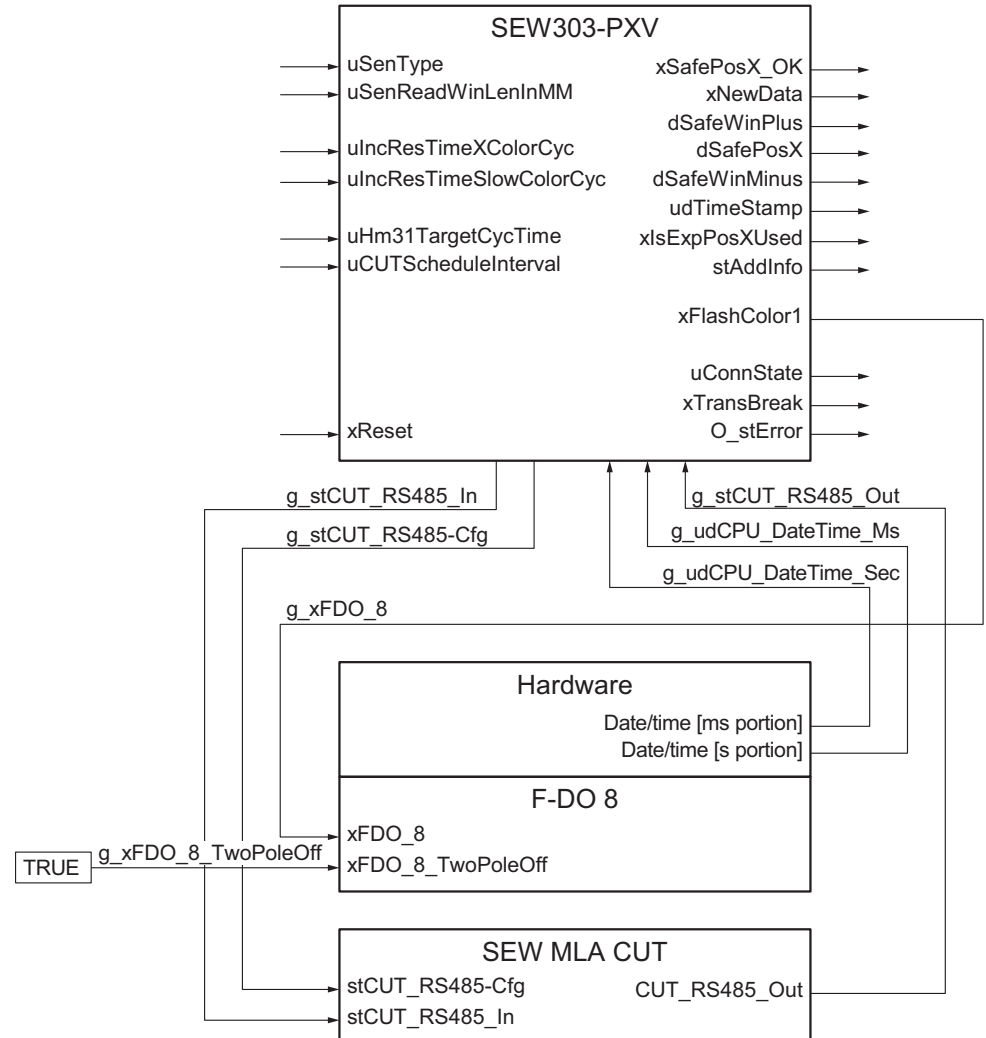 SEW303-PXV
uSenType
xSafePosX_OK
uSenReadWinLenInMM
xNewData
dSafeWinPlus
uIncResTimeXColorCyc
dSafePosX
uIncResTimeSlowColorCyc
dSafeWinMinus
udTimeStamp
uHm31TargetCycTime
xIsExpPosXUsed
uCUTScheduleInterval
stAddInfo
xFlashColor1
uConnState
xTransBreak
xReset
O_stError
g_stCUT_RS485_In
g_stCUT_RS485_Out
g_stCUT_RS485-Cfg
g_udCPU_DateTime_Ms
g_udCPU_DateTime_Sec
g_xFDO_8
Hardware
Date/time [ms portion]
Date/time [s portion]
F-DO 8
xFDO_8
TRUE
g_xFDO_8_TwoPoleOff
xFDO_8_TwoPoleOff
SEW MLA CUT
stCUT_RS485-Cfg
CUT_RS485_Out
stCUT_RS485_In